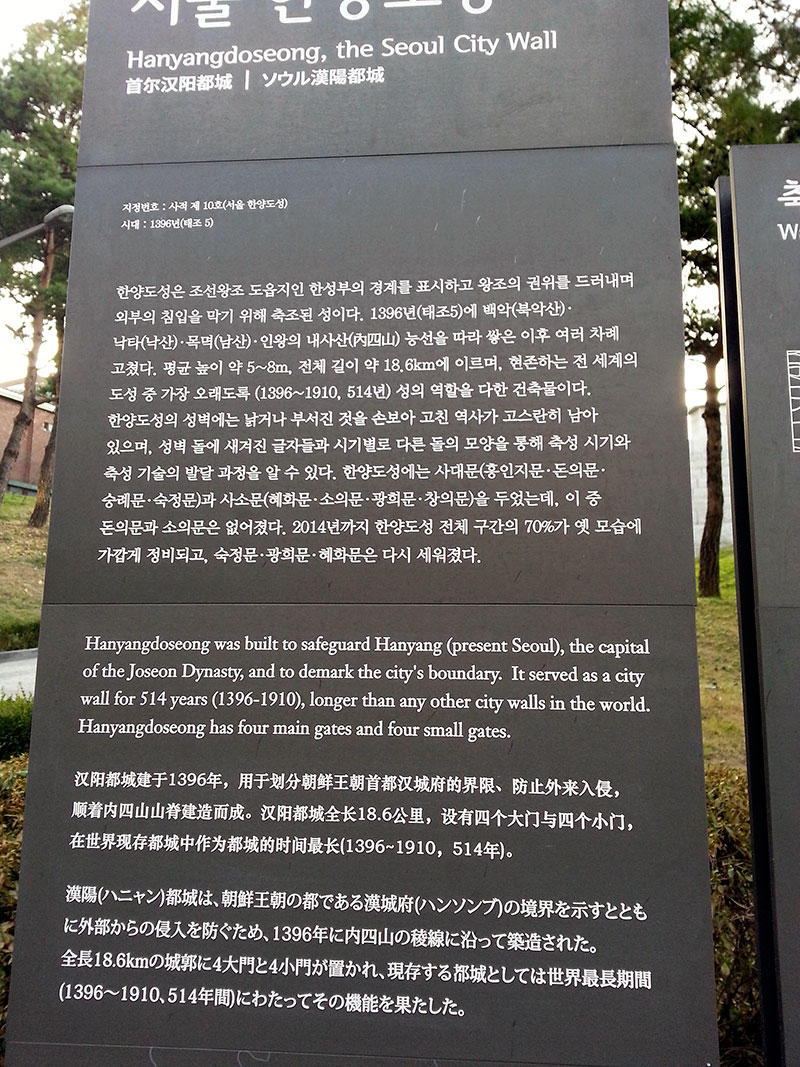 서울 한양도성
Hanyangdoseong, the Seoul City Wall
首尔汉阳都城 | ソウル漢陽都城
지정번호 : 사적 제 10호(서울 한양도성)
시대 : 1396년(태조 5)
한양도성은 조선왕조 도읍지인 한성부의 경계를 표시하고 왕조의 권위를 드러내며
외부의 침입을 막기 위해 축조된 성이다. 1396년(태조5)에 백악(북악산)·
낙타(낙산)·목멱(남산)·인왕의 내사산(內四山) 능선을 따라 쌓은 이후 여러 차례
고쳤다. 평균 높이 약 5~8m, 전체 길이 약 18.6km에 이르며, 현존하는 전 세계의
도성 중 가장 오래도록 (1396~1910, 514년) 성의 역할을 다한 건축물이다.
한양도성의 성벽에는 낡거나 부서진 것을 손보아 고친 역사가 고스란히 남아
있으며, 성벽 돌에 새겨진 글자들과 시기별로 다른 돌의 모양을 통해 축성 시기와
축성 기술의 발달 과정을 알 수 있다. 한양도성에는 사대문(흥인지문·돈의문·
숭례문·숙정문)과 사소문(혜화문·소의문·광희문·창의문)을 두었는데, 이 중
돈의문과 소의문은 없어졌다. 2014년까지 한양도성 전체 구간의 70%가 옛 모습에
가깝게 정비되고, 숙정문·광희문·혜화문은 다시 세워졌다.
Hanyangdoseong was built to safeguard Hanyang (present Seoul), the capital
of the Joseon Dynasty, and to demark the city's boundary. It served as a city
wall for 514 years (1396-1910), longer than any other city walls in the world.
Hanyangdoseong has four main gates and four small gates.
汉阳都城建于1396年，用于划分朝鲜王朝首都汉城府的界限、防止外来入侵，
顺着内四山山脊建造而成。汉阳都城全长18.6公里，设有四个大门与四个小门，
在世界现存都城中作为都城的时间最长(1396~1910，514年)。
漢陽(ハニャン)都城は、朝鮮王朝の都である漢城府(ハンソンブ)の境界を示すととも
に外部からの侵入を防ぐため、1396年に内四山の稜線に沿って築造された。
全長18.6kmの城郭に4大門と4小門が置かれ、現存する都城としては世界最長期間
(1396～1910、514年間)にわたってその機能を果たした。
축
W